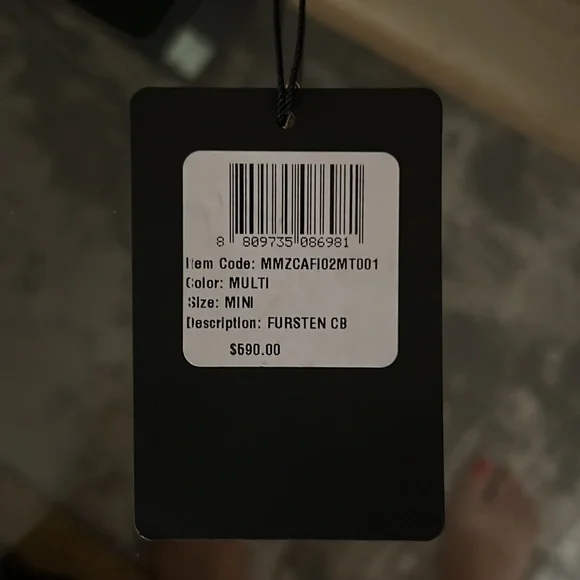 8 809735 086981
Item Code: MMZCAFI02MT001
Color: MULTI
Size: MINI
Description: FURSTEN CB
$590.00